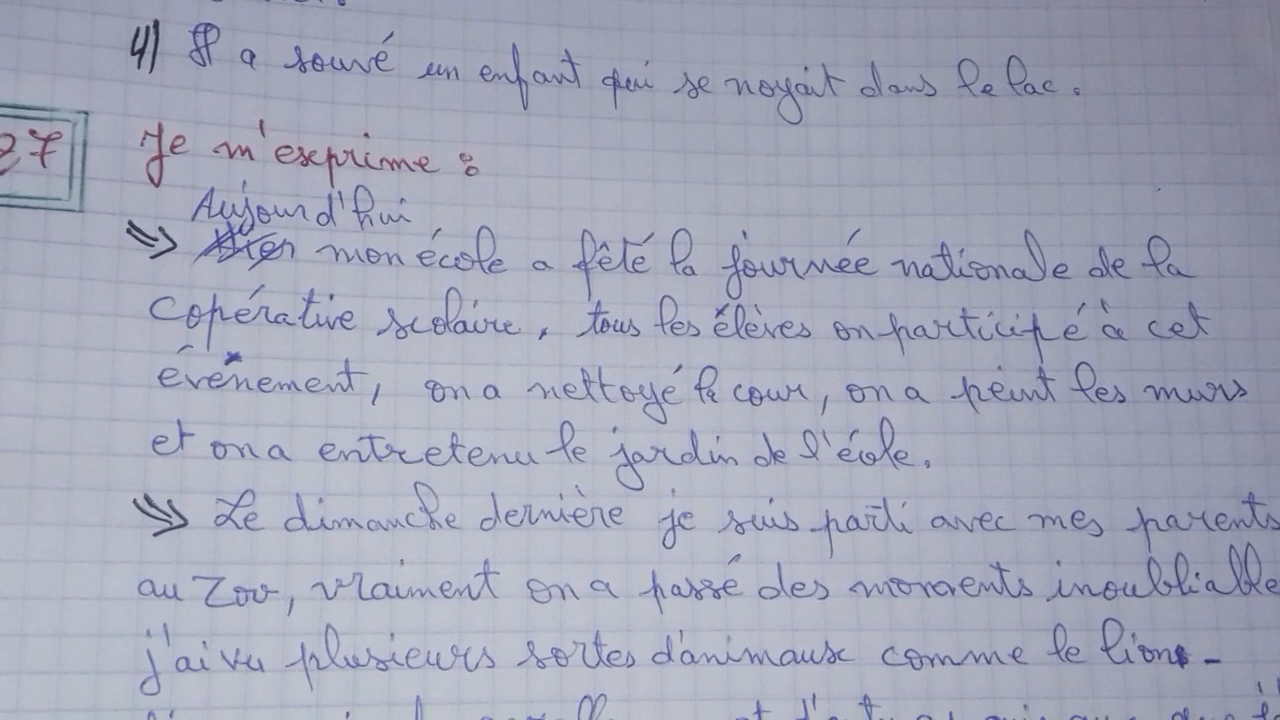 4) Il a souvé un enfant qui se noyait dans le lac.
27 Je m'exprime :
Aujourd'hui
=> mon école a fêté la journée nationale de la
Copérative scolaire, tous les élèves on participé à cet
événement, on a nettoyé la cour, on a peint les murs
et on a entretenu le jardin de l'école.
=> Le dimanche dernière je suis parti avec mes parents
au Zoo, vraiment on a passé des moments inoubliable
j'ai vu plusieurs sortes d'animaux comme le lion -